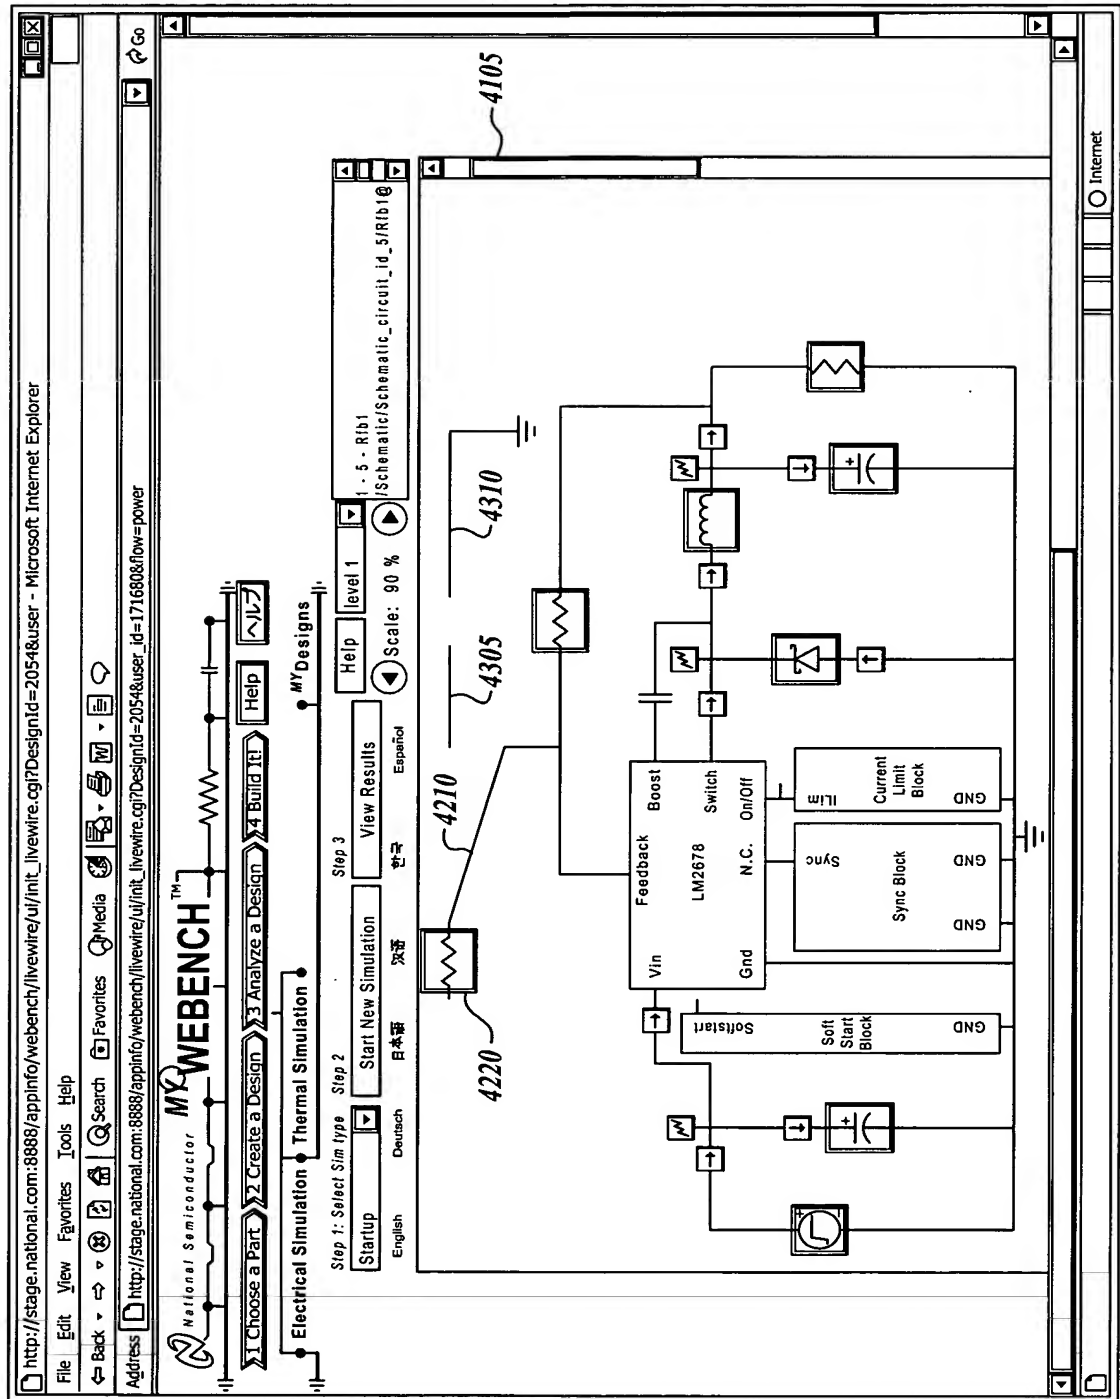 http://stage.national.com:8888/appinfo/webench/livewire/ui/init_livewire.cgi?DesignId=2054&user - Microsoft Internet Explorer
File Edit View Favorites Tools Help
Back Search Favorites Media
Address http://stage.national.com:8888/appinfo/webench/livewire/ui/init_livewire.cgi?DesignId=2054&user_id=171680&flow=power Go
National Semiconductor MY WEBENCH™
1 Choose a Part 2 Create a Design 3 Analyze a Design 4 Build It! Help ヘルプ
Electrical Simulation Thermal Simulation MY Designs
Step 1: Select Sim type Step 2 Step 3
Startup Start New Simulation View Results Help level 1
1 - 5 - Rfb1
/Schematic/Schematic_circuit_id_5/Rfb1@
English Deutsch 日本語 汉语 한국 Español
Scale: 90 %
4105
4210
4220
4305
4310
Vin
Feedback
Boost
LM2678
Switch
Gnd
N.C.
On/Off
Softstart
Soft Start Block
GND
Sync
Sync Block
GND
GND
ILim
Current Limit Block
GND
Internet